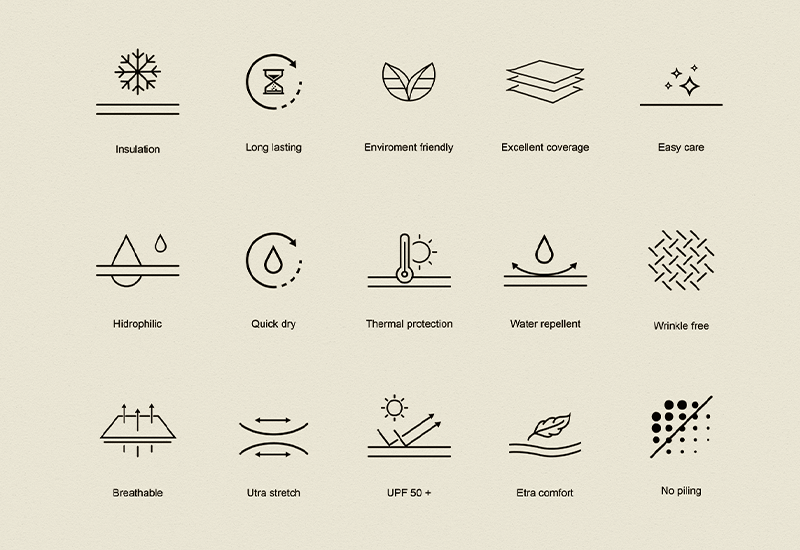 Insulation
Long lasting
Enviroment friendly
Excellent coverage
Easy care
Hidrophilic
Quick dry
Thermal protection
Water repellent
Wrinkle free
Breathable
Utra stretch
UPF 50 +
Etra comfort
No piling